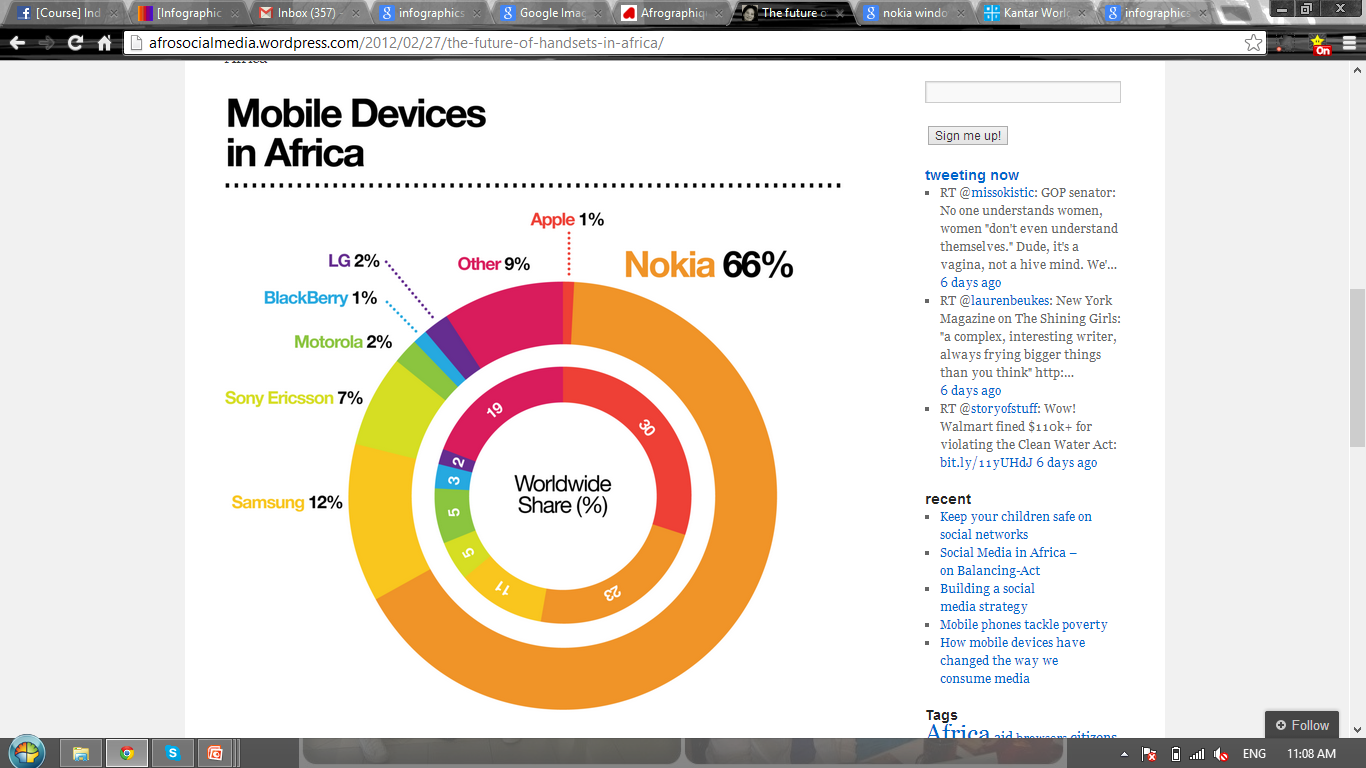 [Course] Ind
[Infographic
Inbox (357) -
infographics
Google Imag
Afrographiqu
The future o
nokia windo
Kantar Worl
infographics
afrosocialmedia.wordpress.com/2012/02/27/the-future-of-handsets-in-africa/
On
Africa
Mobile Devices
in Africa
Apple 1%
Nokia 66%
LG 2%
Other 9%
BlackBerry 1%
Motorola 2%
Sony Ericsson 7%
Samsung 12%
19
30
2
3
5
5
11
23
Worldwide
Share (%)
Sign me up!
tweeting now
RT @missokistic: GOP senator:
No one understands women,
women "don't even understand
themselves." Dude, it's a
vagina, not a hive mind. We'...
6 days ago
RT @laurenbeukes: New York
Magazine on The Shining Girls:
"a complex, interesting writer,
always frying bigger things
than you think" http:...
6 days ago
RT @storyofstuff: Wow!
Walmart fined $110k+ for
violating the Clean Water Act:
bit.ly/11yUHdJ 6 days ago
recent
Keep your children safe on
social networks
Social Media in Africa –
on Balancing-Act
Building a social
media strategy
Mobile phones tackle poverty
How mobile devices have
changed the way we
consume media
Tags
Africa aid browsers citizens
Follow
ENG
11:08 AM